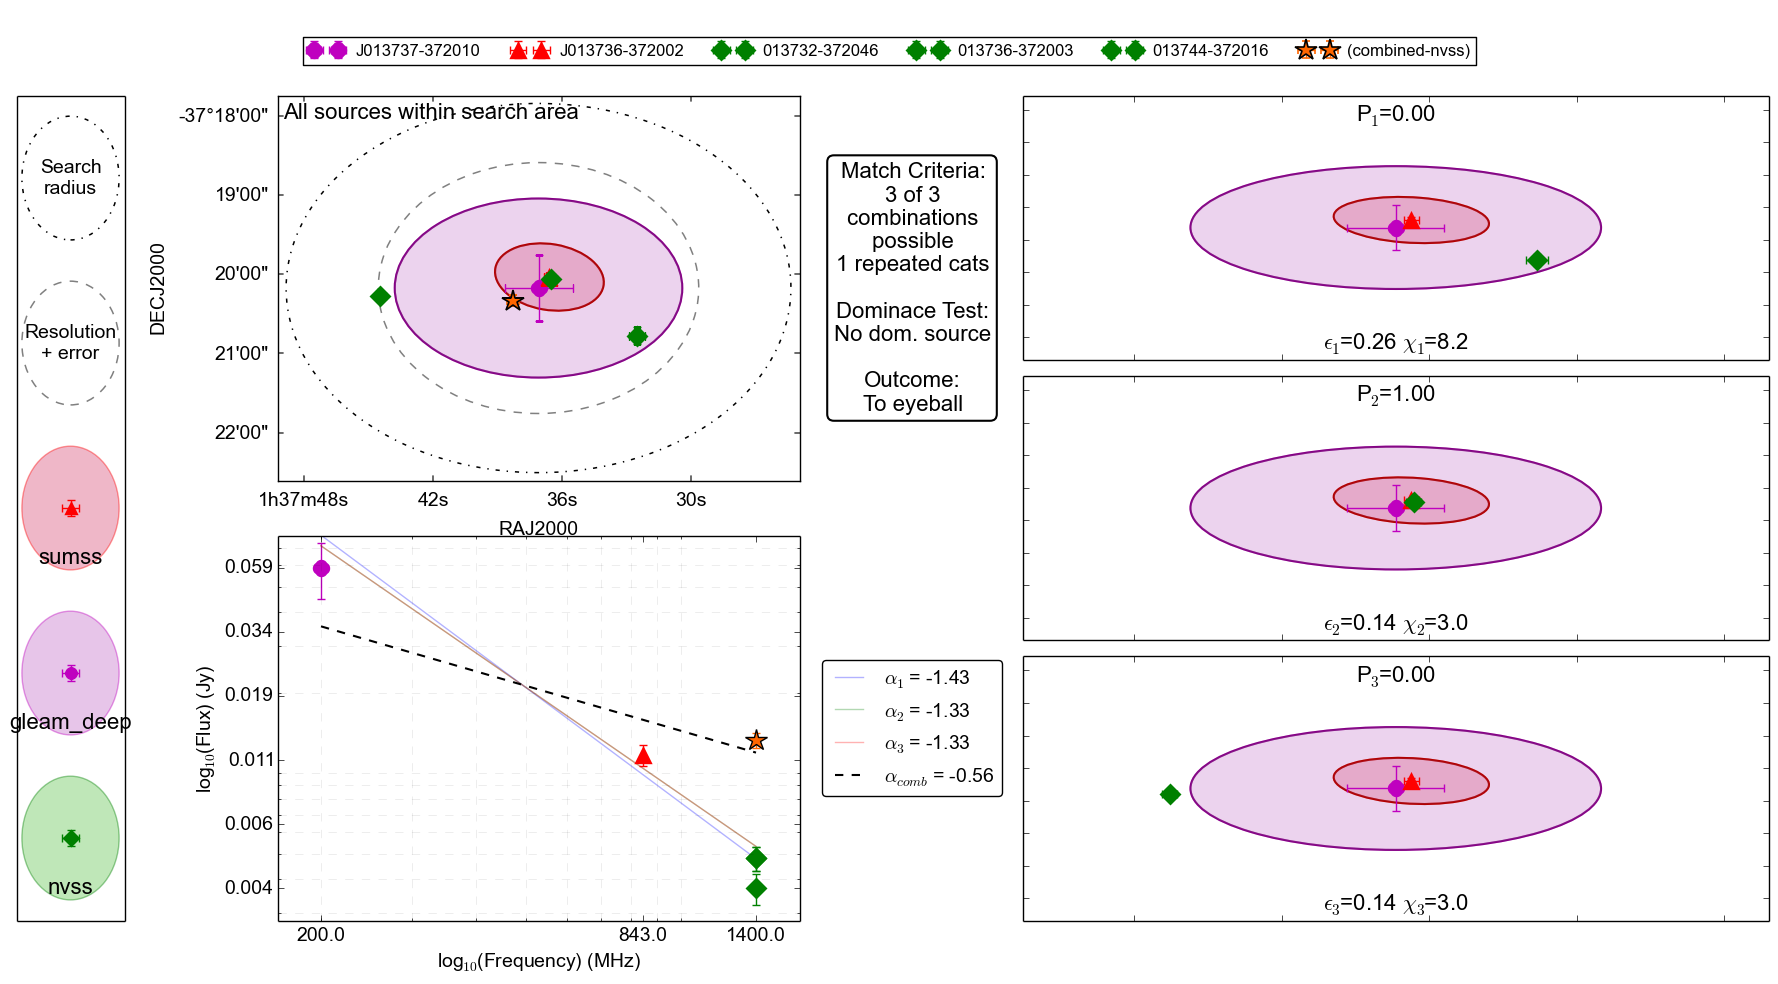 J013737-372010 J013736-372002 013732-372046 013736-372003 013744-372016 (combined-nvss)
Search
radius
Resolution
+ error
sumss
gleam_deep
nvss
All sources within search area
DECJ2000
-37°18'00"
19'00"
20'00"
21'00"
22'00"
1h37m48s 42s 36s 30s
RAJ2000
Match Criteria:
3 of 3
combinations
possible
1 repeated cats
Dominace Test:
No dom. source
Outcome:
To eyeball
log10(Flux) (Jy)
0.059
0.034
0.019
0.011
0.006
0.004
200.0 843.0 1400.0
log10(Frequency) (MHz)
α1 = -1.43
α2 = -1.33
α3 = -1.33
αcomb = -0.56
P1=0.00
ϵ1=0.26 χ1=8.2
P2=1.00
ϵ2=0.14 χ2=3.0
P3=0.00
ϵ3=0.14 χ3=3.0